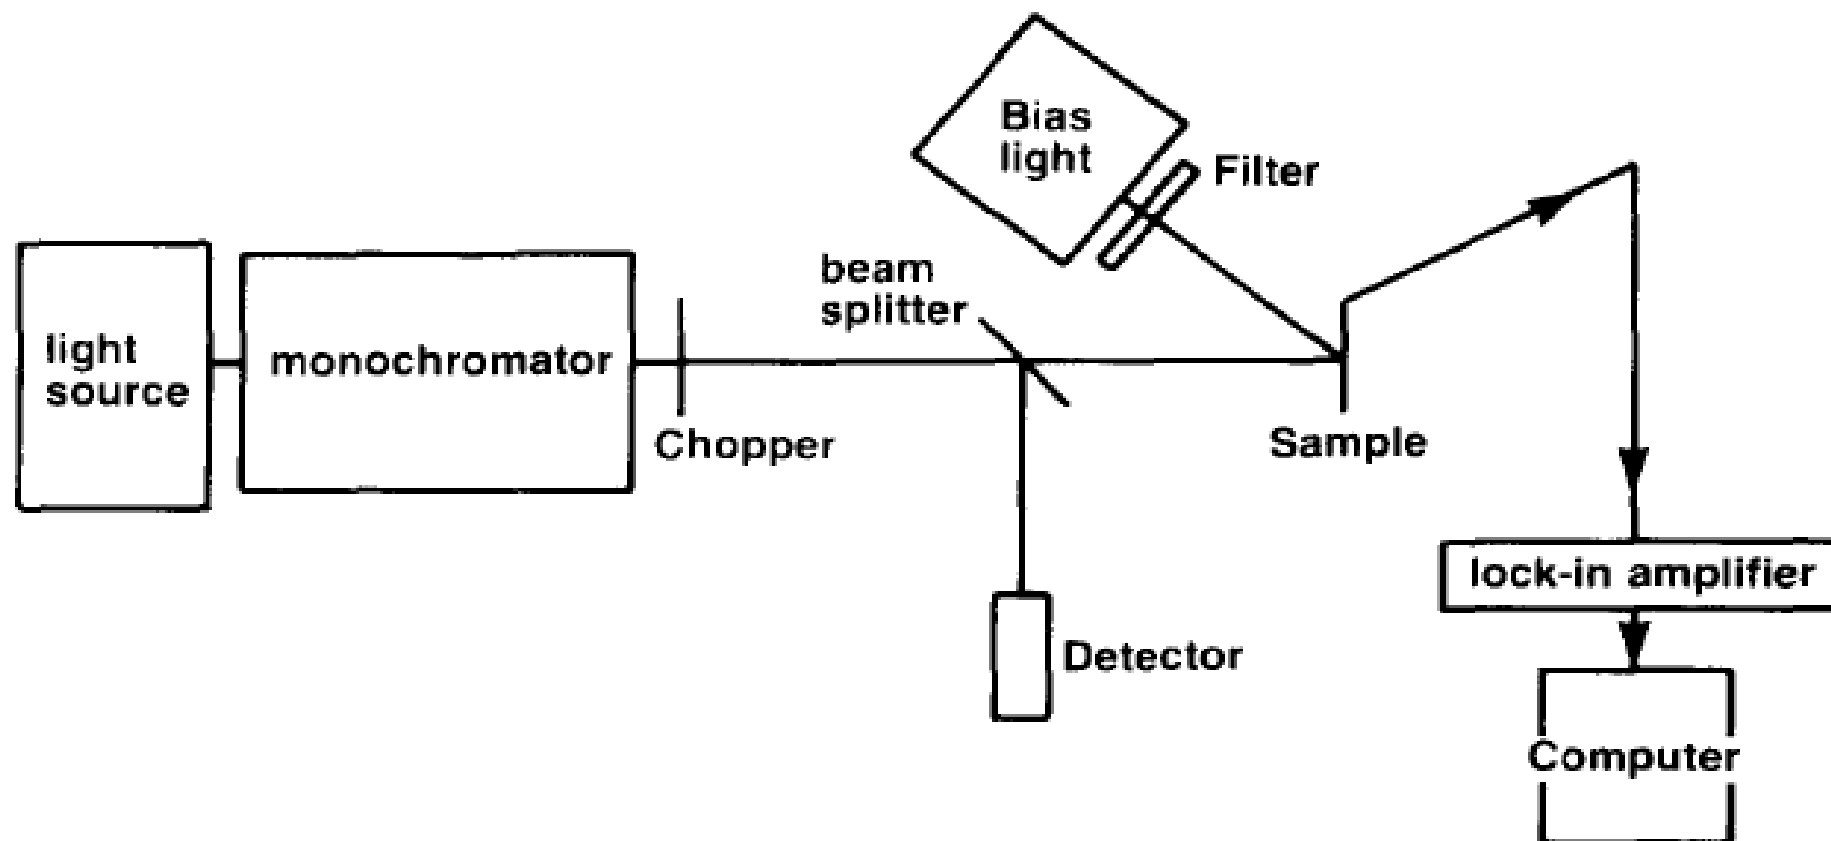 Bias
light
Filter
beam
splitter
light
source
monochromator
Chopper
Sample
lock-in amplifier
Detector
Computer